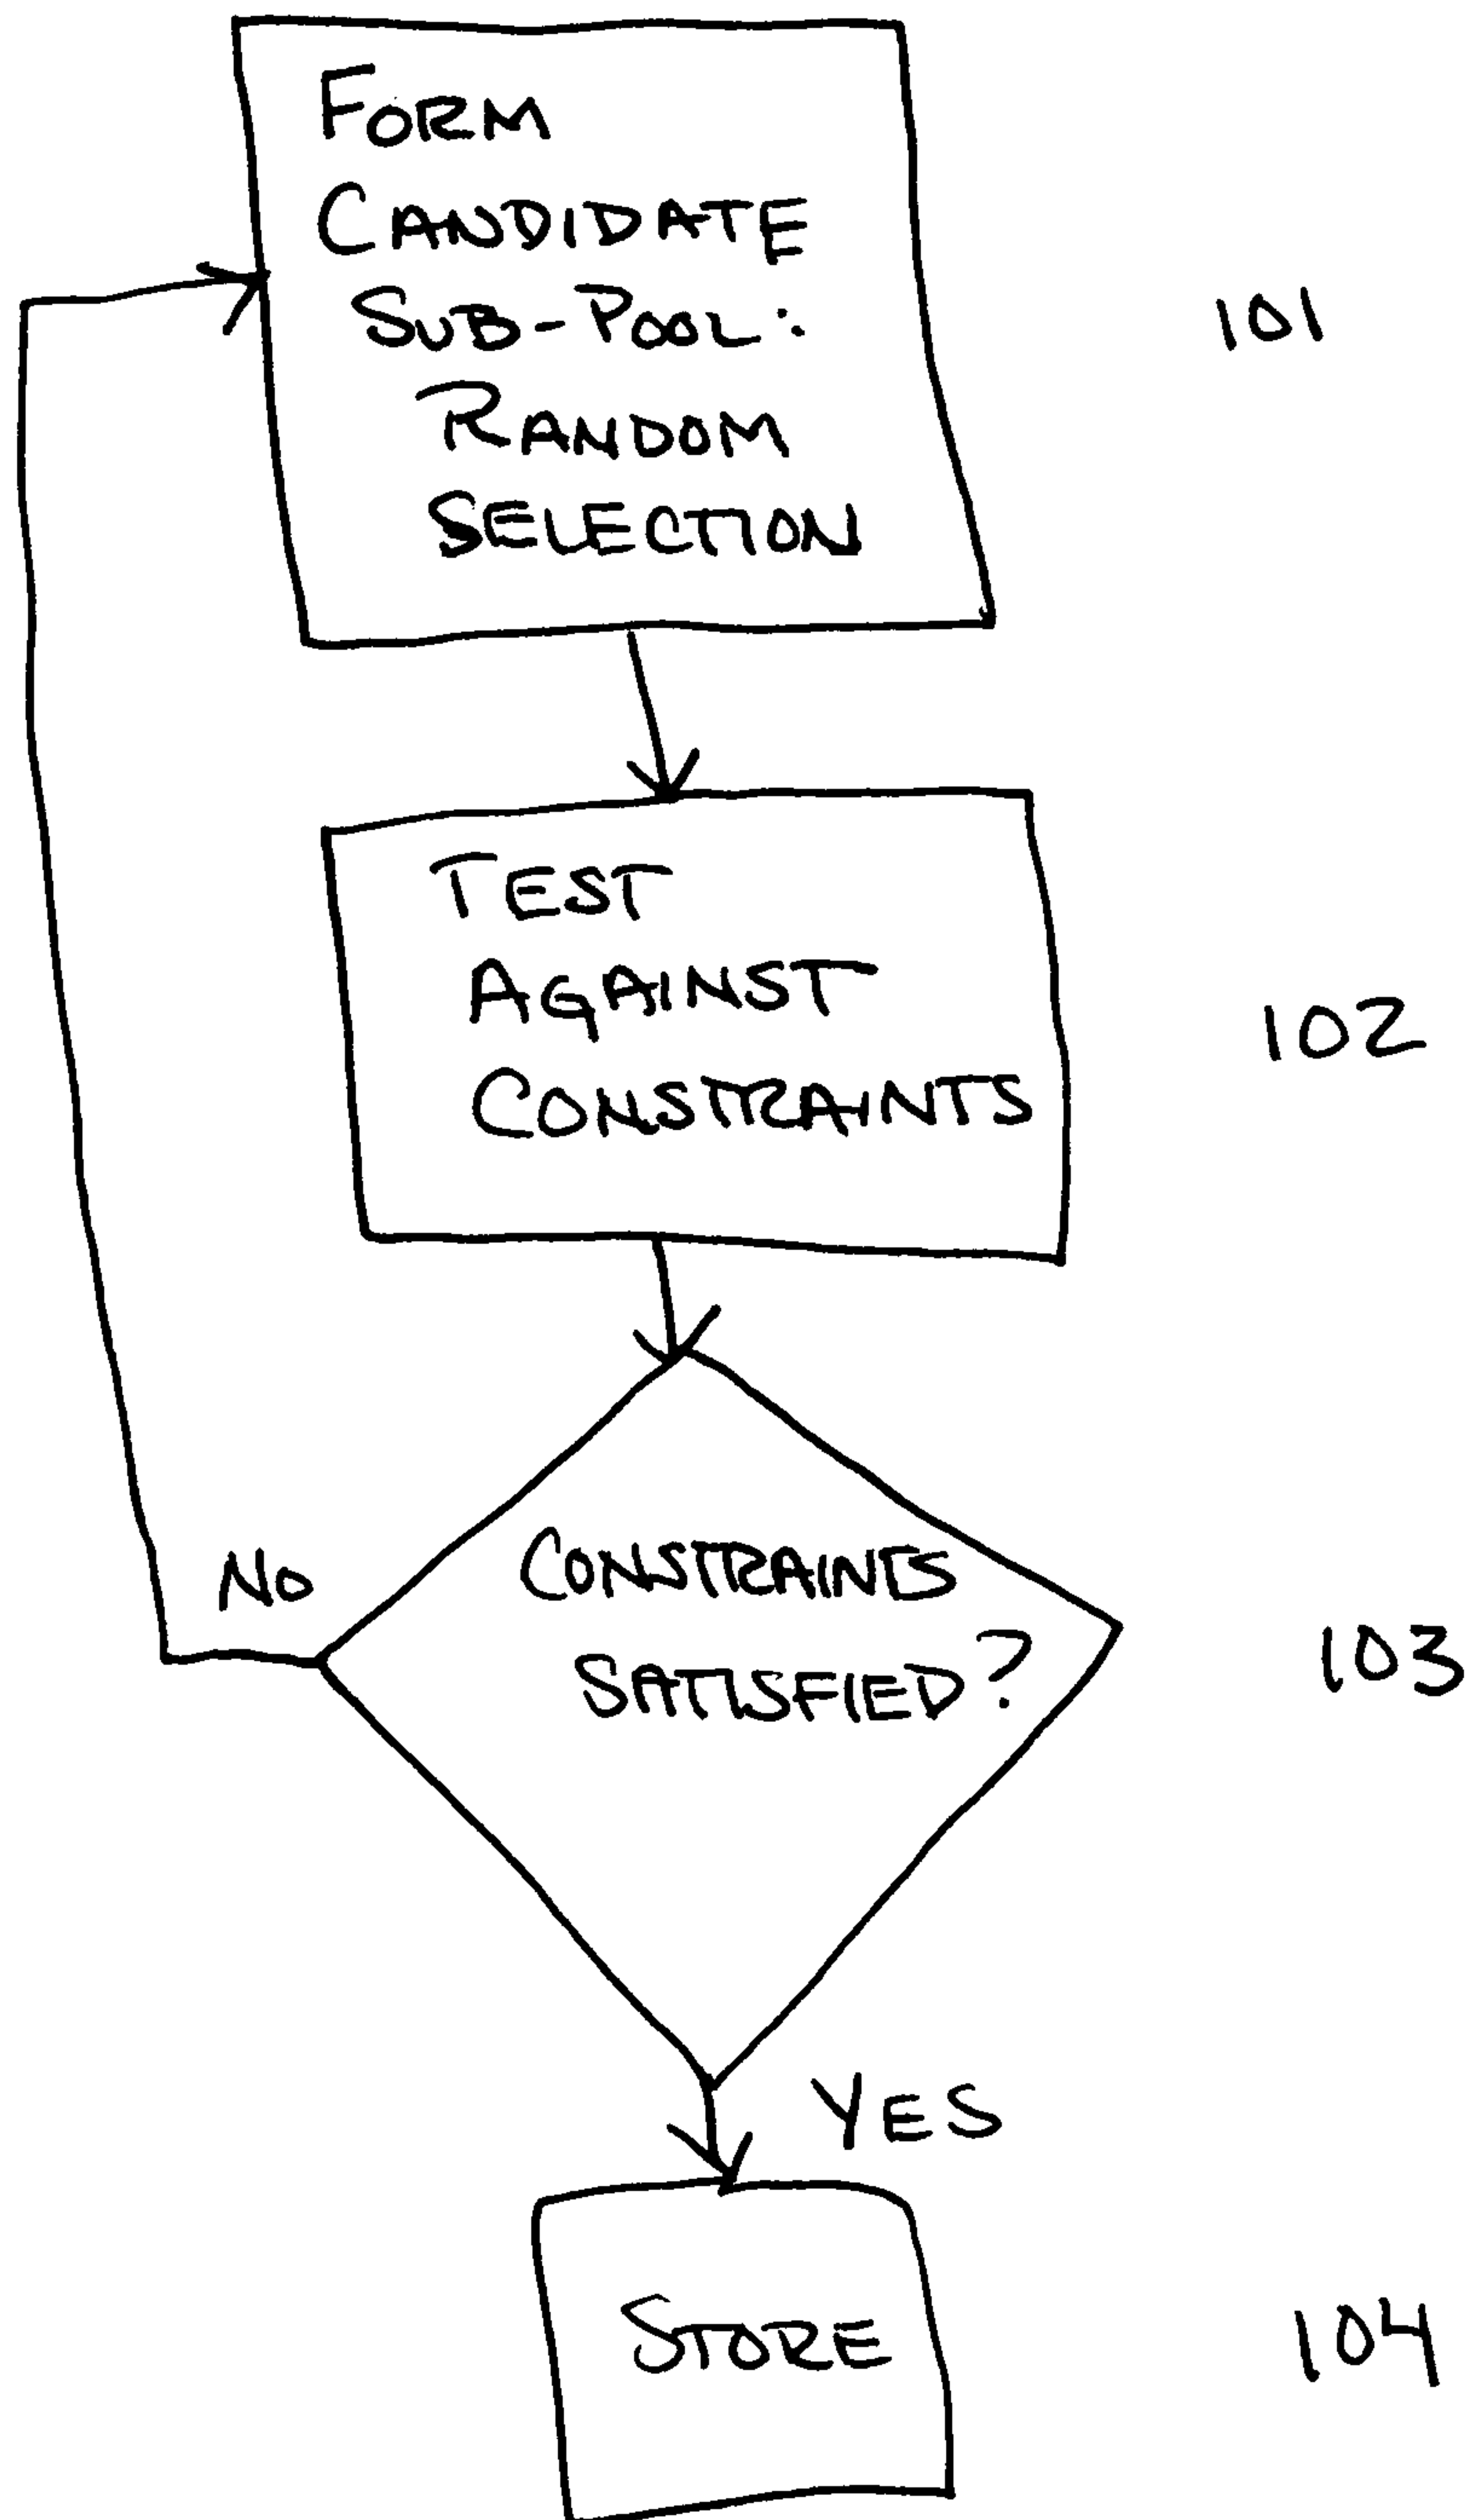 FORM
CANDIDATE
SUB-POOL:
RANDOM
SELECTION
101
TEST
AGAINST
CONSTRAINTS
102
No
CONSTRAINTS
SATISFIED?
103
YES
STORE
104